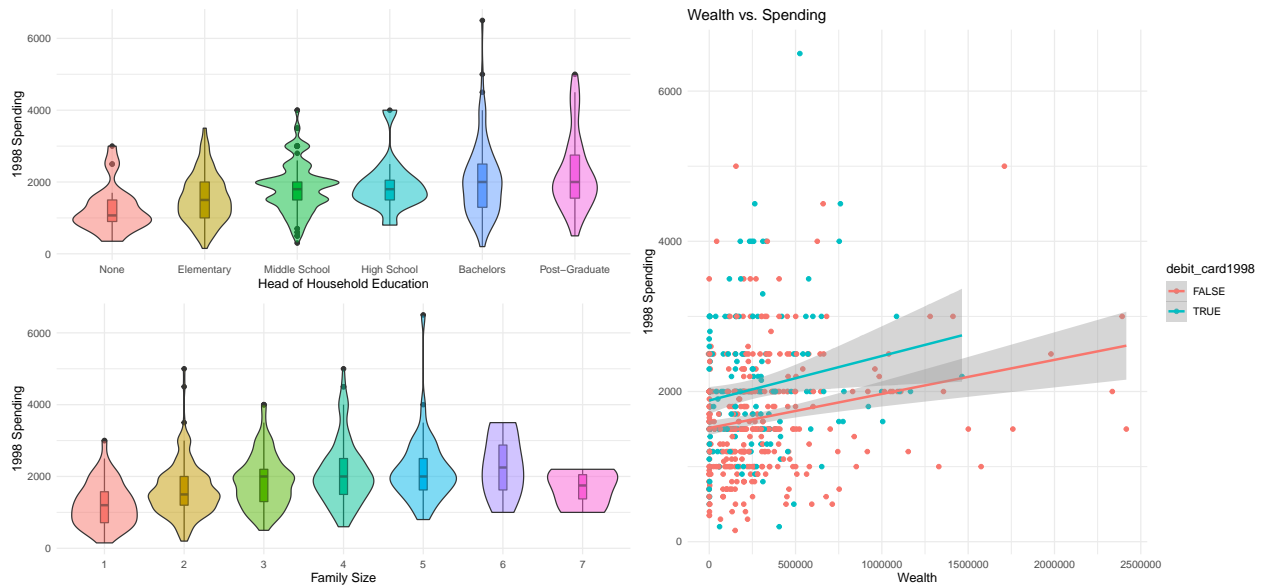 1998 Spending
6000
4000
2000
0
None Elementary Middle School High School Bachelors Post−Graduate
Head of Household Education
1998 Spending
6000
4000
2000
0
1 2 3 4 5 6 7
Family Size
Wealth vs. Spending
1998 Spending
6000
4000
2000
0
0 500000 1000000 1500000 2000000 2500000
Wealth
debit_card1998
FALSE
TRUE